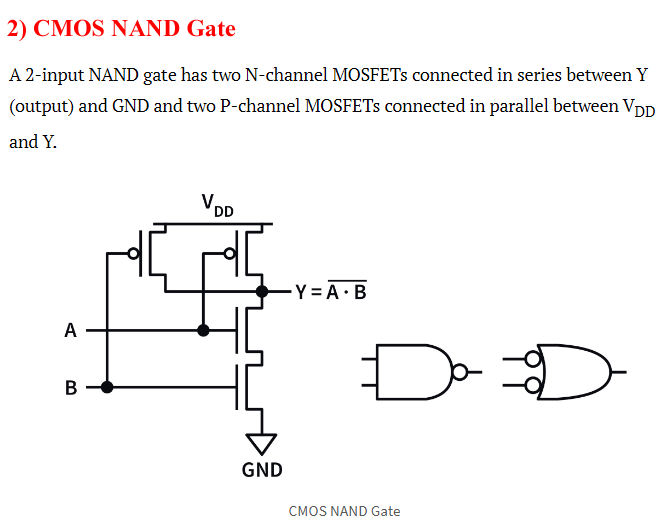 2) CMOS NAND Gate
A 2-input NAND gate has two N-channel MOSFETs connected in series between Y
(output) and GND and two P-channel MOSFETs connected in parallel between VDD
and Y.
VDD
Y = A · B
A
B
GND
CMOS NAND Gate